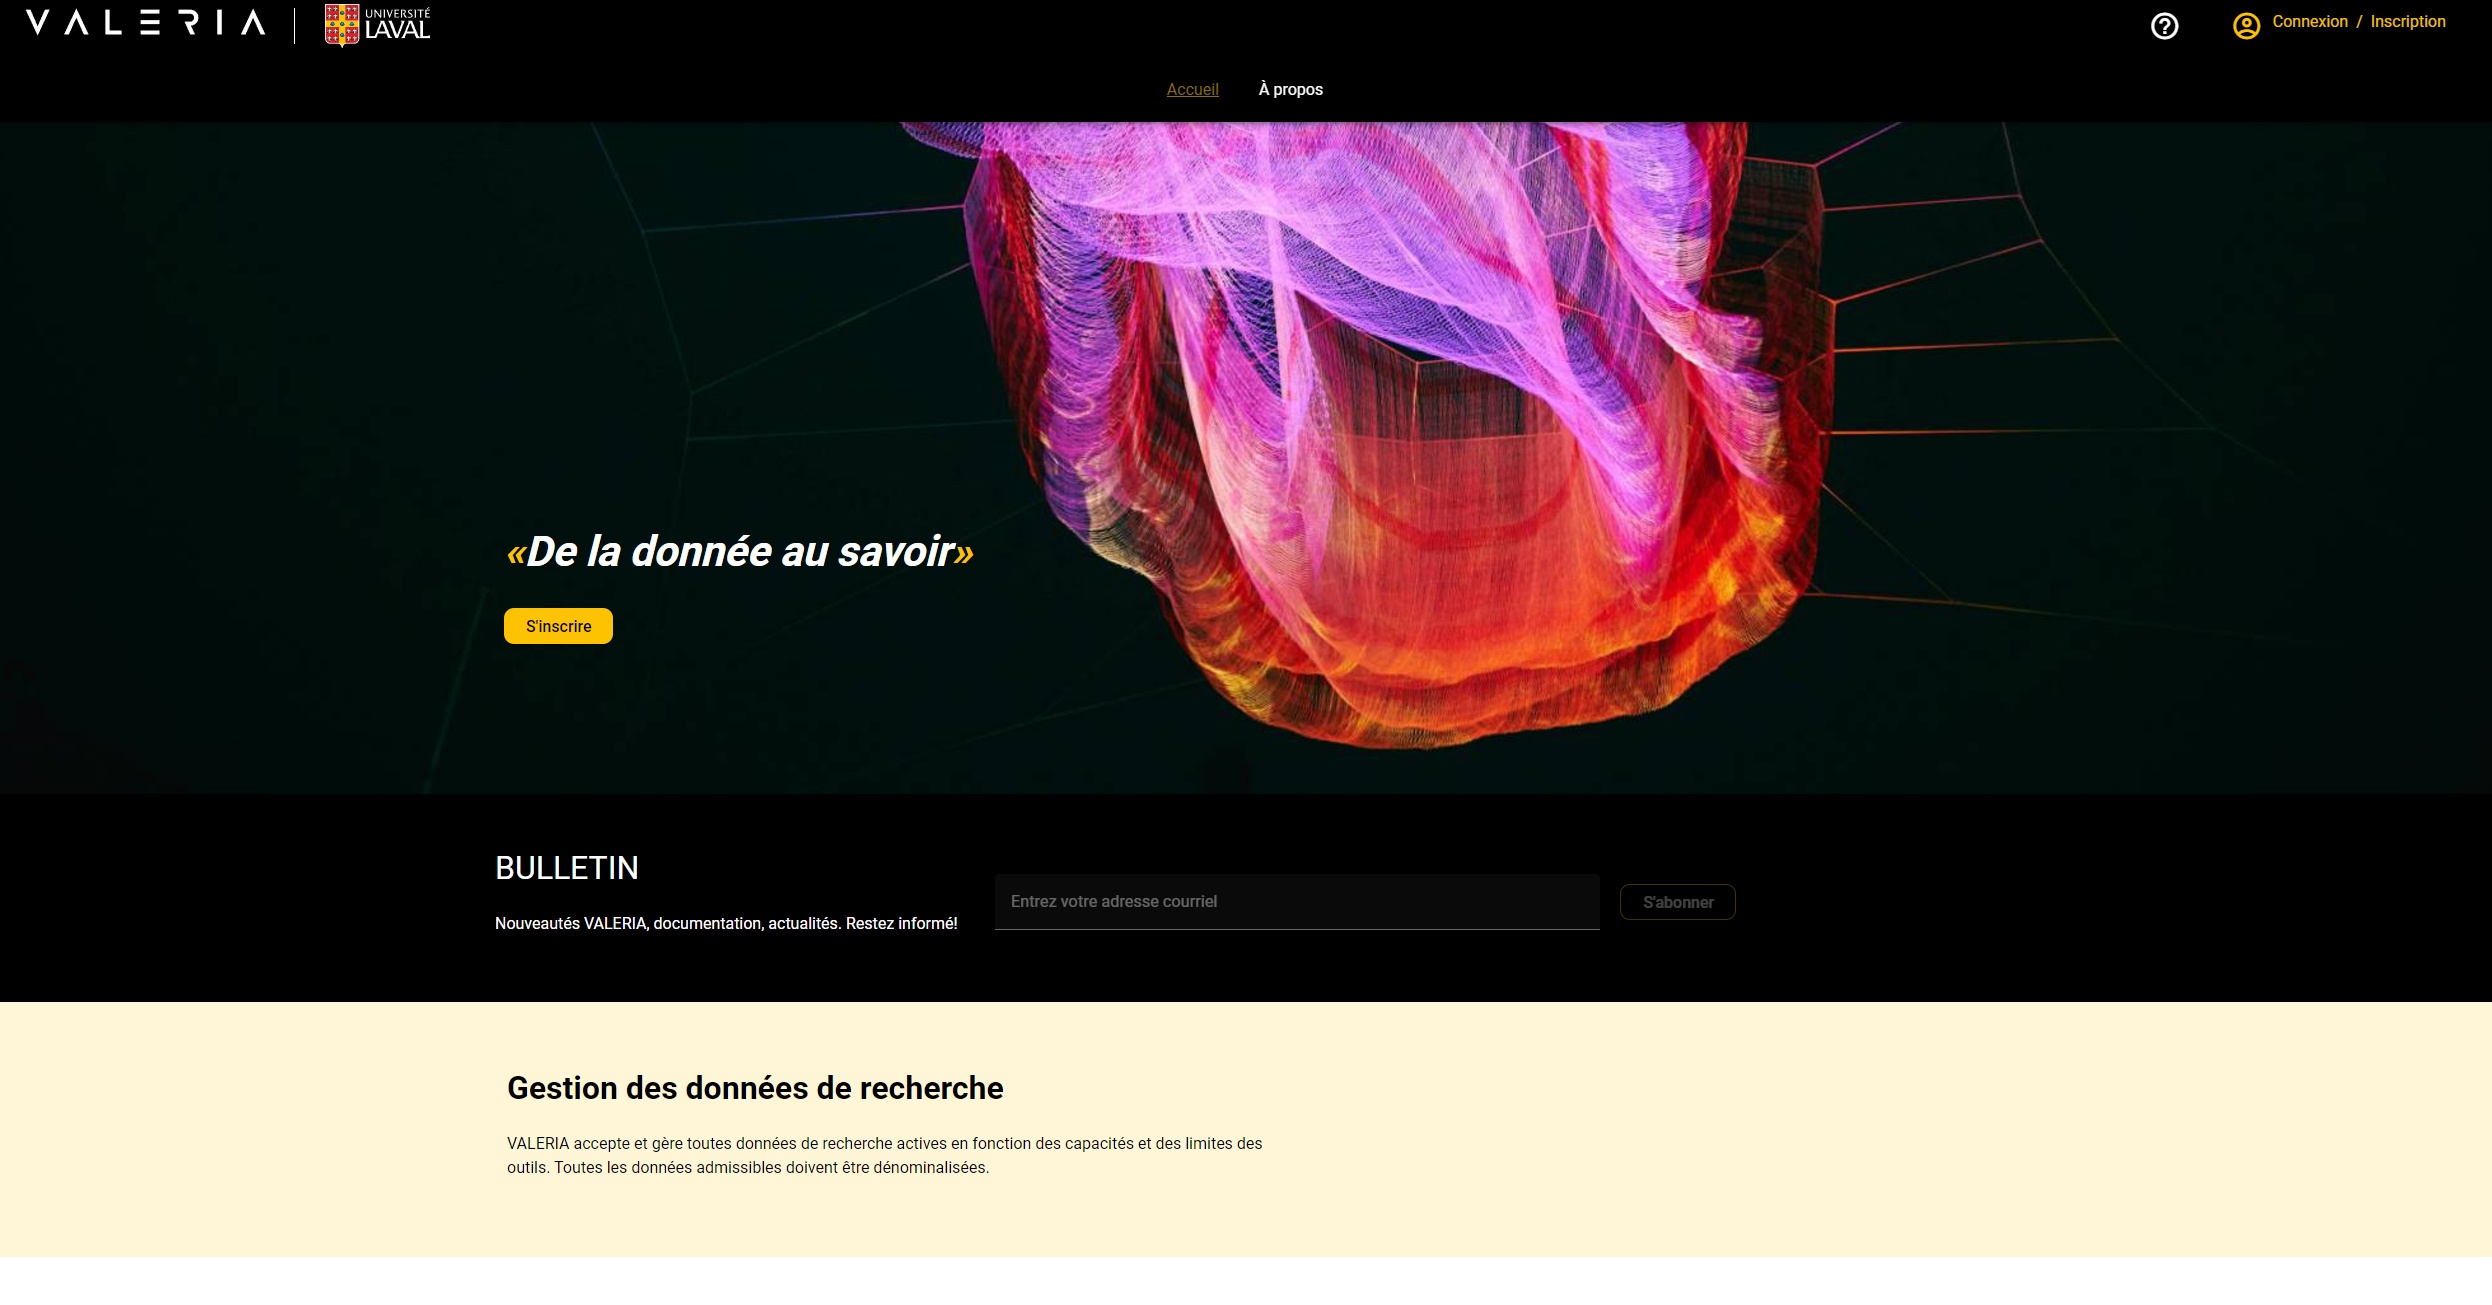 VALERIA
UNIVERSITÉ
LAVAL
Connexion / Inscription
Accueil
À propos
«De la donnée au savoir»
S'inscrire
BULLETIN
Nouveautés VALERIA, documentation, actualités. Restez informé!
Entrez votre adresse courriel
S'abonner
Gestion des données de recherche
VALERIA accepte et gère toutes données de recherche actives en fonction des capacités et des limites des
outils. Toutes les données admissibles doivent être dénominalisées.